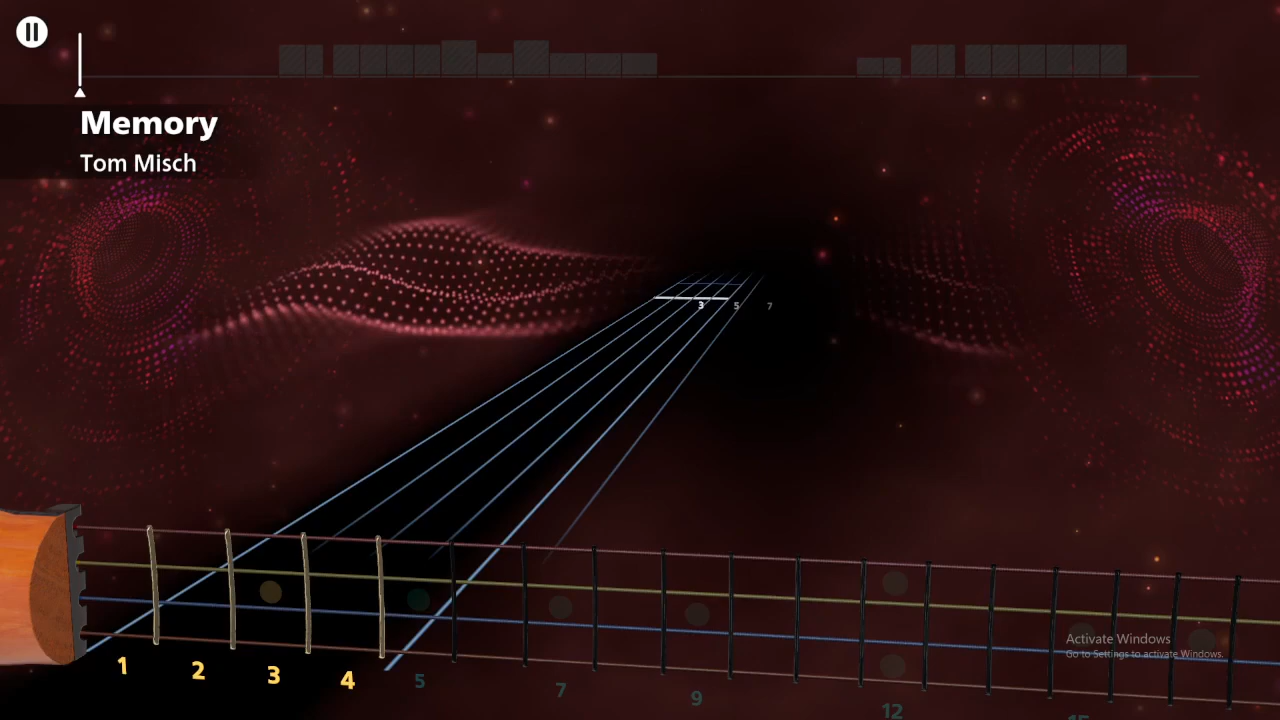 Memory
Tom Misch
3 5 7
Activate Windows
Go to Settings to activate Windows.
1 2 3 4 5 7 9 12